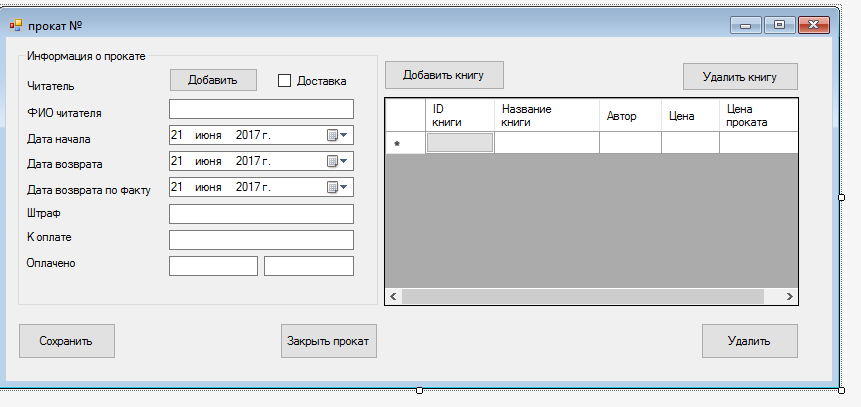 прокат №
Информация о прокате
Читатель
Добавить
Доставка
ФИО читателя
Дата начала
21 июня 2017 г.
Дата возврата
21 июня 2017 г.
Дата возврата по факту
21 июня 2017 г.
Штраф
К оплате
Оплачено
Добавить книгу
Удалить книгу
ID
книги
Название
книги
Автор
Цена
Цена
проката
*
Сохранить
Закрыть прокат
Удалить